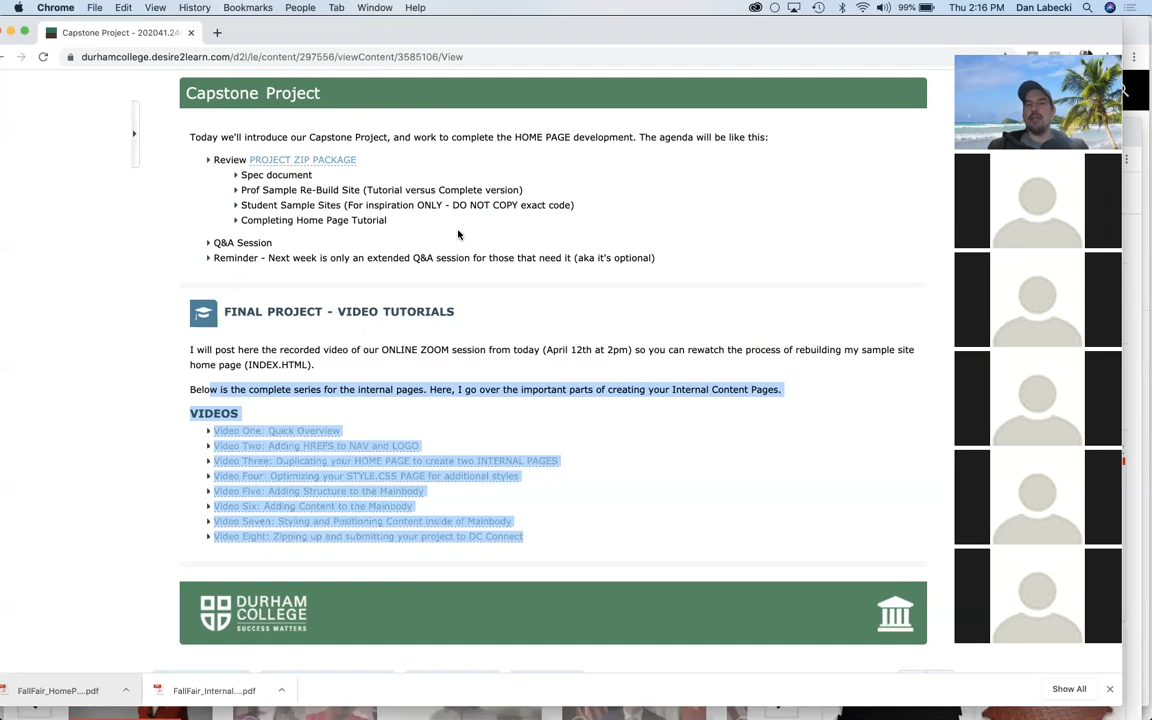 Chrome File Edit View History Bookmarks People Tab Window Help 99% Thu 2:16 PM Dan Labecki
Capstone Project - 202041.24
durhamcollege.desire2learn.com/d2l/le/content/297556/viewContent/3585106/View
Capstone Project
Today we'll introduce our Capstone Project, and work to complete the HOME PAGE development. The agenda will be like this:
Review PROJECT ZIP PACKAGE
Spec document
Prof Sample Re-Build Site (Tutorial versus Complete version)
Student Sample Sites (For inspiration ONLY - DO NOT COPY exact code)
Completing Home Page Tutorial
Q&A Session
Reminder - Next week is only an extended Q&A session for those that need it (aka it's optional)
FINAL PROJECT - VIDEO TUTORIALS
I will post here the recorded video of our ONLINE ZOOM session from today (April 12th at 2pm) so you can rewatch the process of rebuilding my sample site
home page (INDEX.HTML).
Below is the complete series for the internal pages. Here, I go over the important parts of creating your Internal Content Pages.
VIDEOS
Video One: Quick Overview
Video Two: Adding HREFS to NAV and LOGO
Video Three: Duplicating your HOME PAGE to create two INTERNAL PAGES
Video Four: Optimizing your STYLE.CSS PAGE for additional styles
Video Five: Adding Structure to the Mainbody
Video Six: Adding Content to the Mainbody
Video Seven: Styling and Positioning Content inside of Mainbody
Video Eight: Zipping up and submitting your project to DC Connect
DURHAM
COLLEGE
SUCCESS MATTERS
FallFair_HomeP....pdf FallFair_Internal....pdf Show All